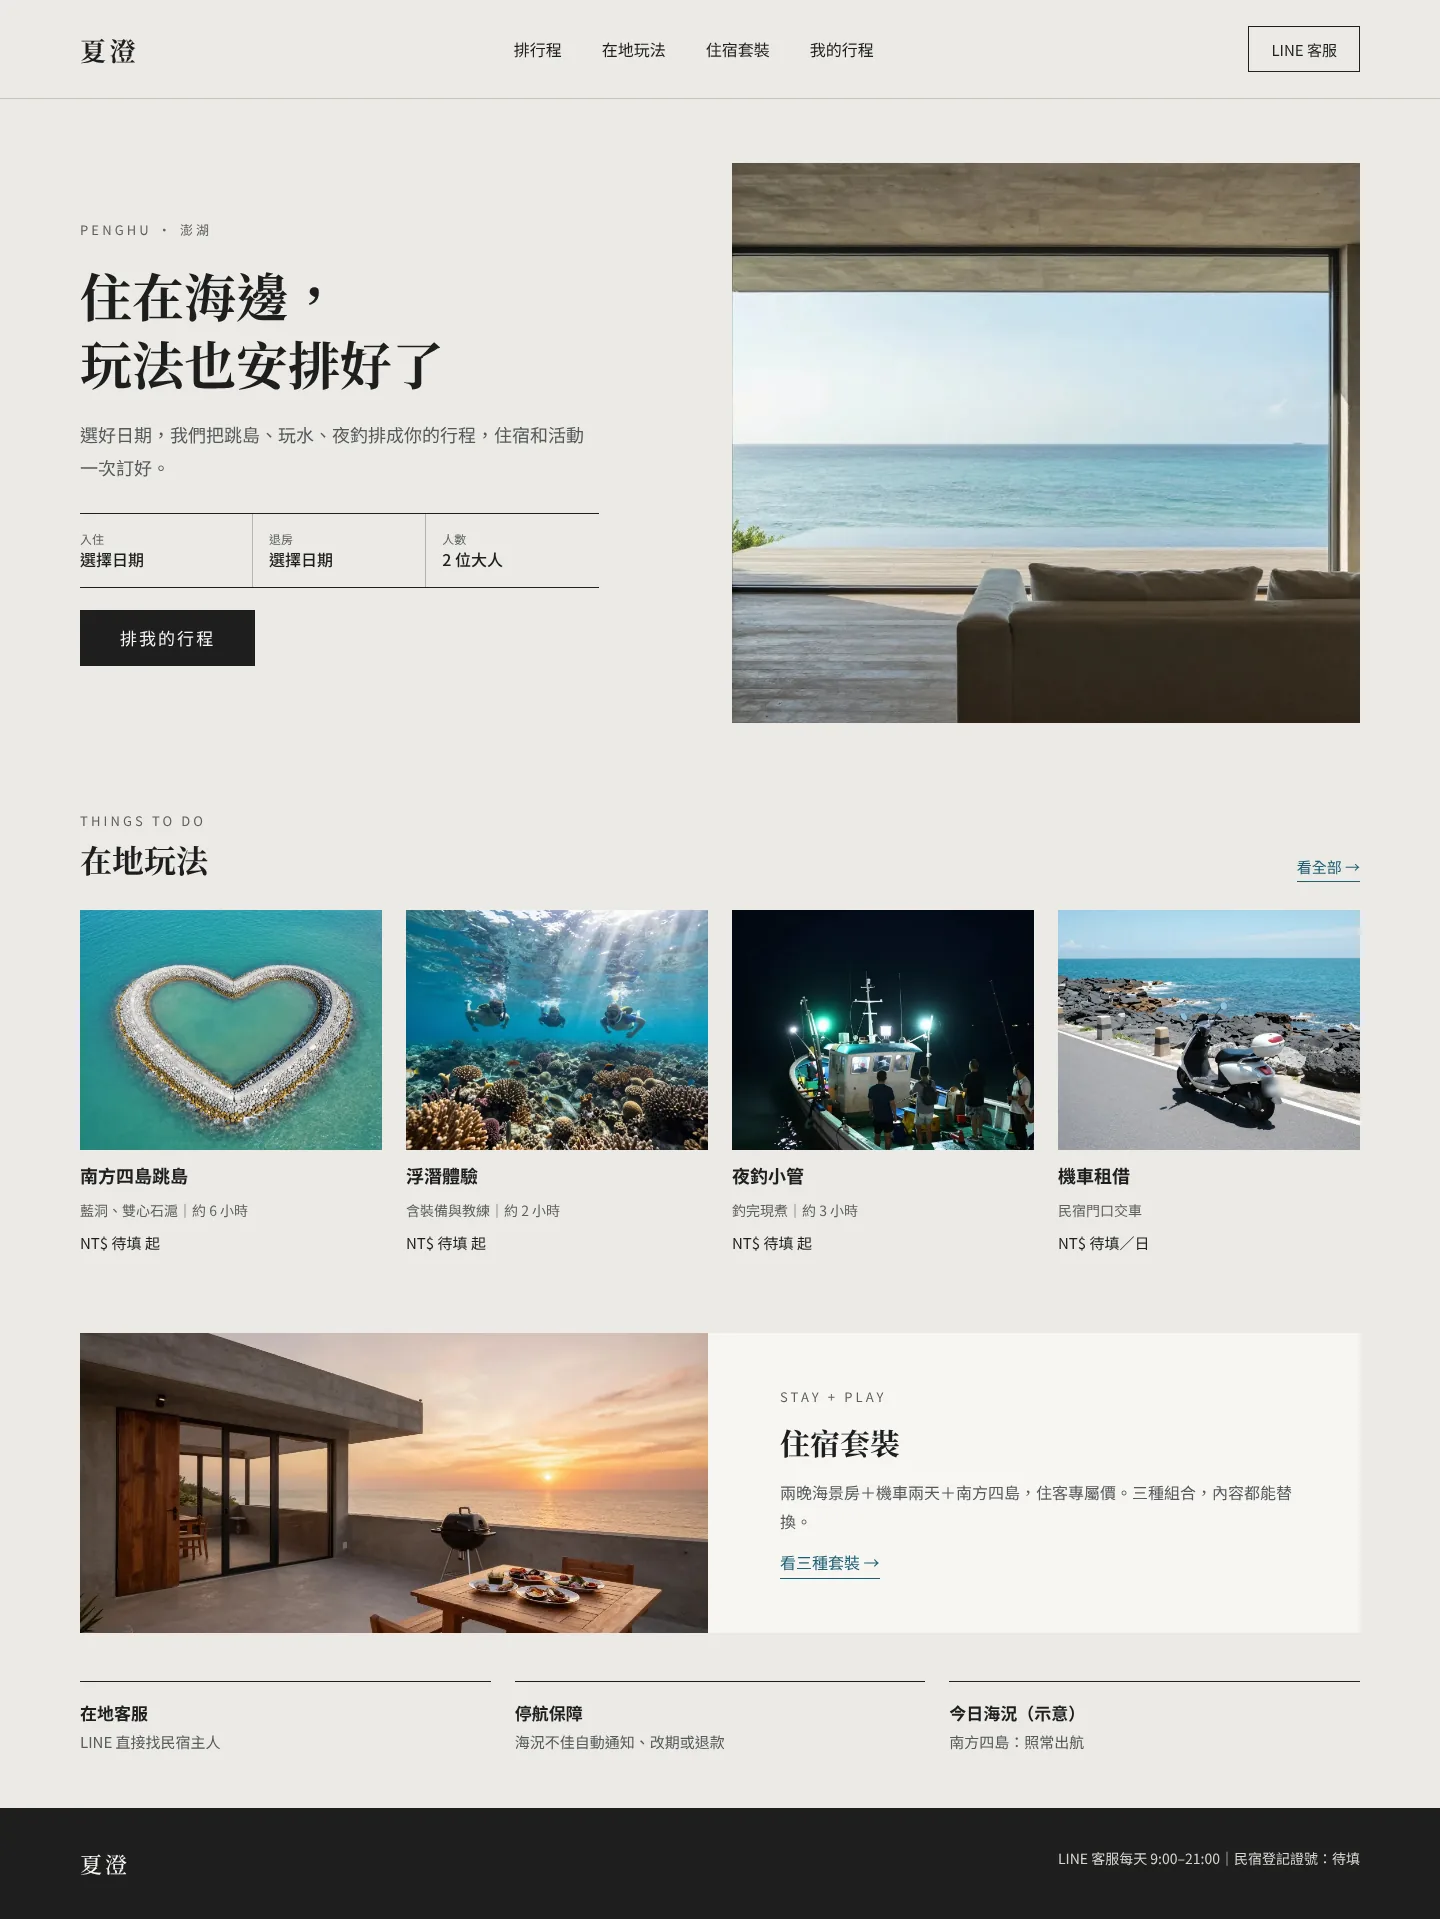 夏澄
排行程 在地玩法 住宿套裝 我的行程
LINE 客服
PENGHU ・ 澎湖
住在海邊，
玩法也安排好了
選好日期，我們把跳島、玩水、夜釣排成你的行程，住宿和活動
一次訂好。
入住 退房 人數
選擇日期 選擇日期 2 位大人
排我的行程
THINGS TO DO
在地玩法
看全部 →
南方四島跳島
藍洞、雙心石滬｜約 6 小時
NT$ 待填 起
浮潛體驗
含裝備與教練｜約 2 小時
NT$ 待填 起
夜釣小管
釣完現煮｜約 3 小時
NT$ 待填 起
機車租借
民宿門口交車
NT$ 待填／日
STAY + PLAY
住宿套裝
兩晚海景房＋機車兩天＋南方四島，住客專屬價。三種組合，內容都能替
換。
看三種套裝 →
在地客服
LINE 直接找民宿主人
停航保障
海況不佳自動通知、改期或退款
今日海況（示意）
南方四島：照常出航
夏澄
LINE 客服每天 9:00–21:00｜民宿登記證號：待填